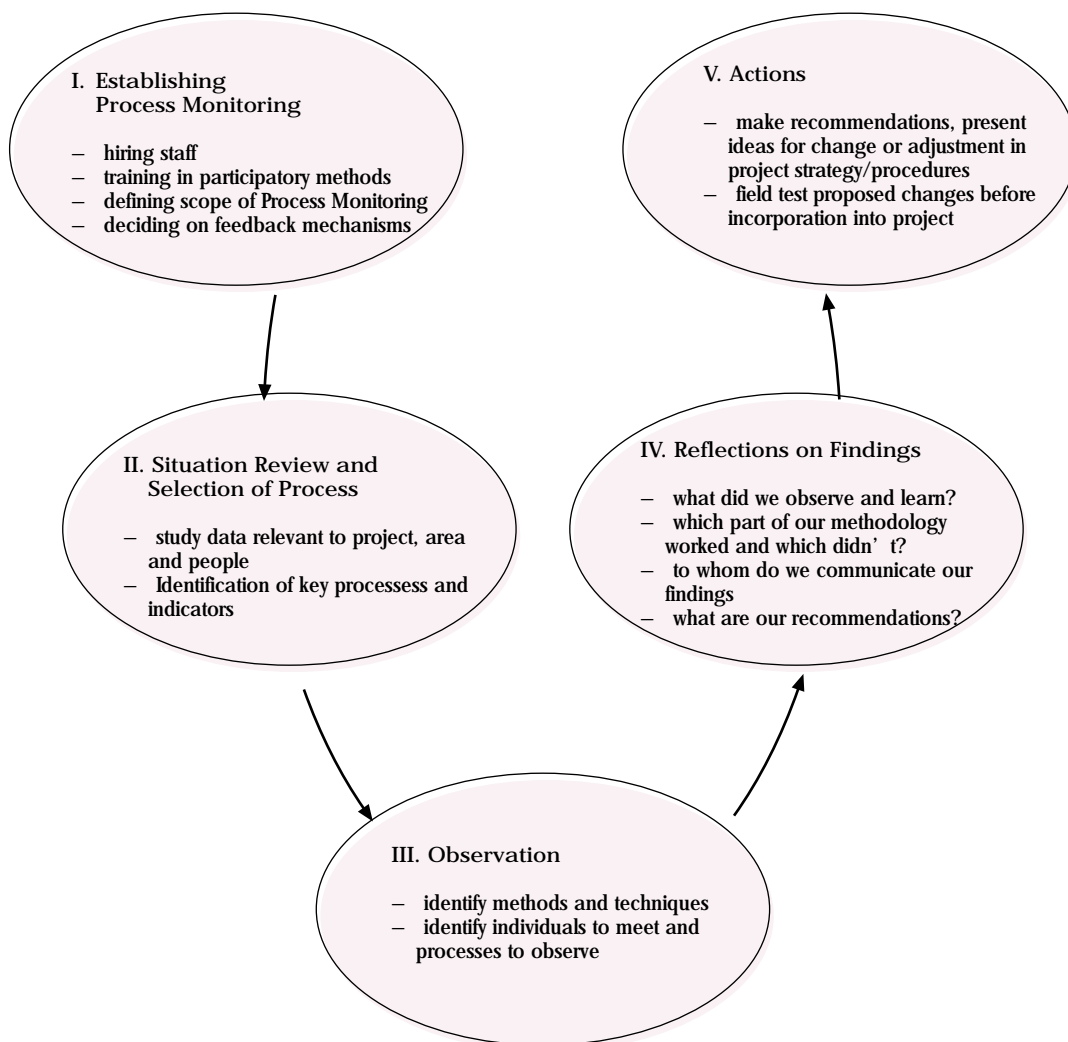 I. Establishing
Process Monitoring
– hiring staff
– training in participatory methods
– defining scope of Process Monitoring
– deciding on feedback mechanisms
II. Situation Review and
Selection of Process
– study data relevant to project, area
and people
– Identification of key processess and
indicators
III. Observation
– identify methods and techniques
– identify individuals to meet and
processes to observe
IV. Reflections on Findings
– what did we observe and learn?
– which part of our methodology
worked and which didn’ t?
– to whom do we communicate our
findings
– what are our recommendations?
V. Actions
– make recommendations, present
ideas for change or adjustment in
project strategy/procedures
– field test proposed changes before
incorporation into project